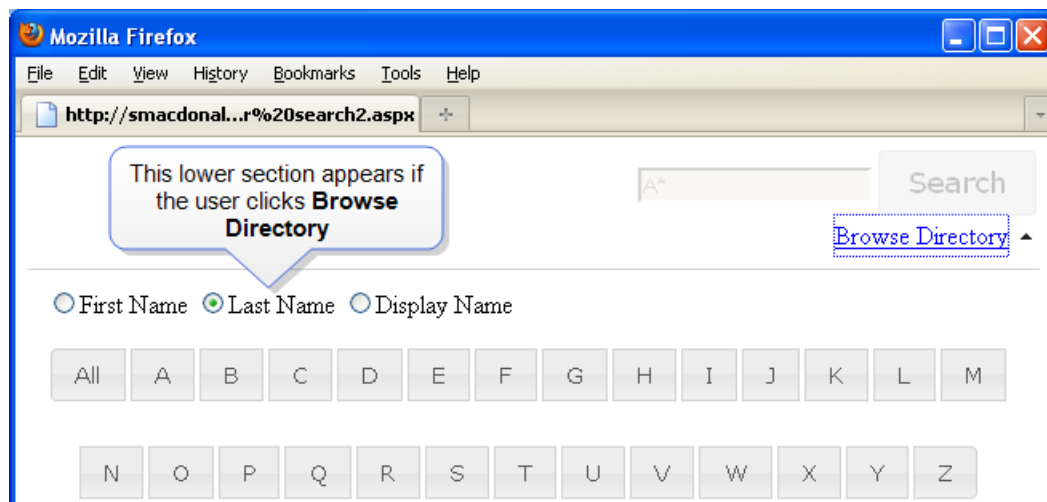 Mozilla Firefox
File Edit View History Bookmarks Tools Help
http://smacdonal...r%20search2.aspx
This lower section appears if
the user clicks Browse
Directory
A*
Search
Browse Directory
First Name Last Name Display Name
All A B C D E F G H I J K L M
N O P Q R S T U V W X Y Z